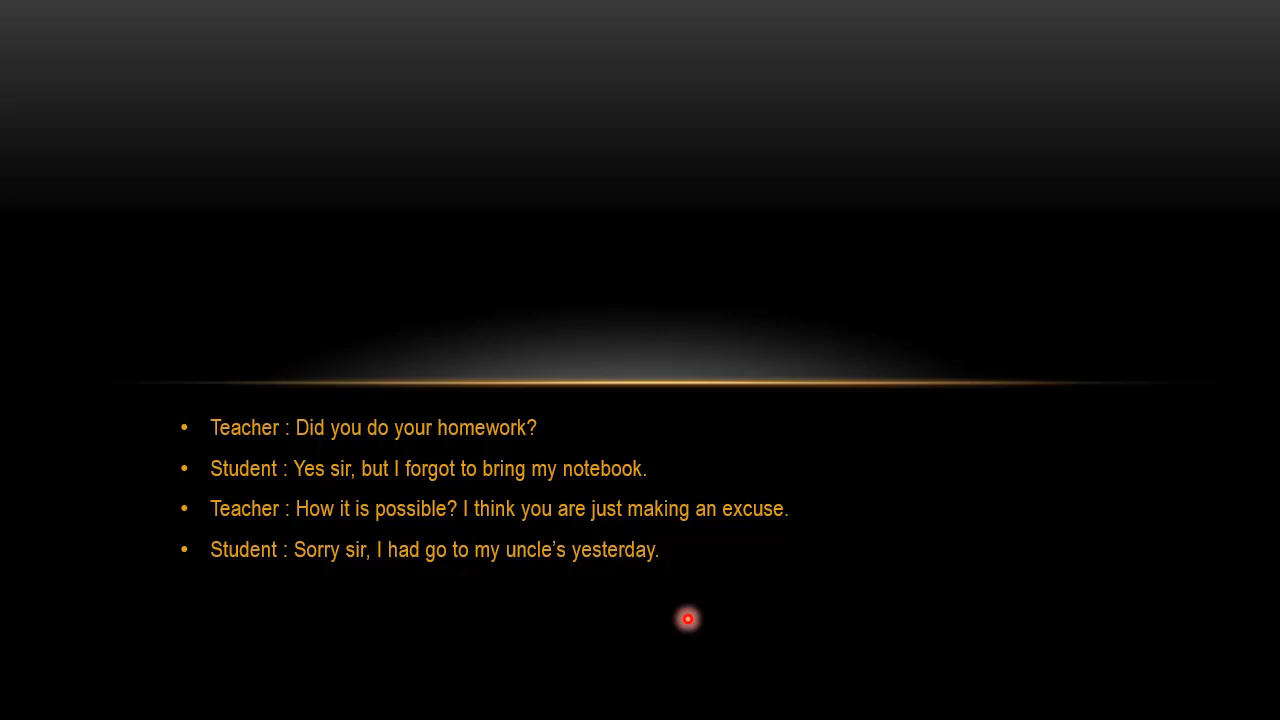 • Teacher : Did you do your homework?
• Student : Yes sir, but I forgot to bring my notebook.
• Teacher : How it is possible? I think you are just making an excuse.
• Student : Sorry sir, I had go to my uncle’s yesterday.